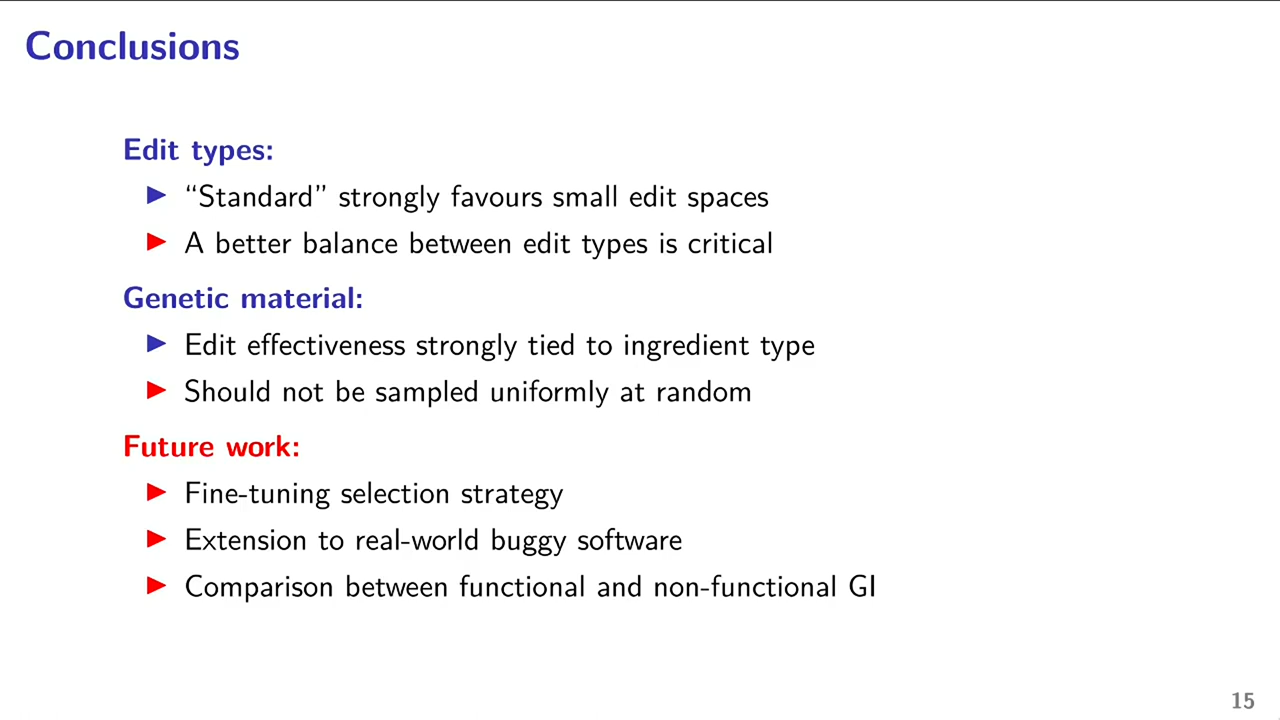 Conclusions
Edit types:
“Standard” strongly favours small edit spaces
A better balance between edit types is critical
Genetic material:
Edit effectiveness strongly tied to ingredient type
Should not be sampled uniformly at random
Future work:
Fine-tuning selection strategy
Extension to real-world buggy software
Comparison between functional and non-functional GI
15